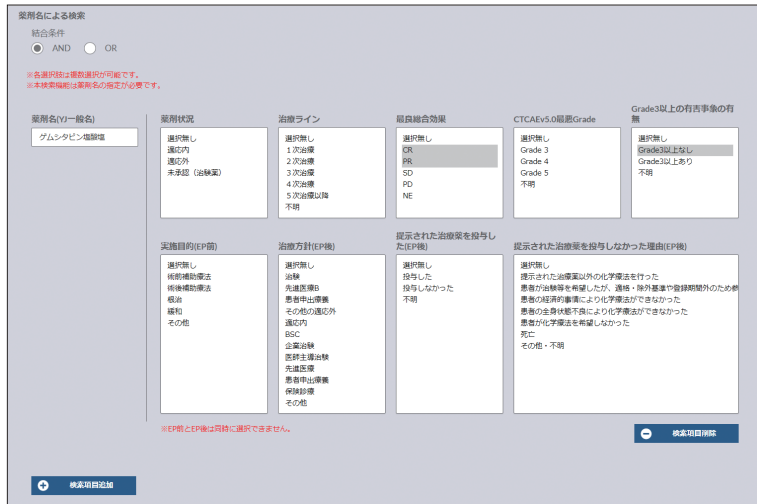 薬剤名による検索
結合条件
AND OR
※各選択肢は複数選択が可能です。
※本検索機能は薬剤名の指定が必要です。
薬剤名(YJ一般名)
ゲムシタビン塩酸塩
薬剤状況
選択無し
適応内
適応外
未承認（治験薬）
治療ライン
選択無し
1次治療
2次治療
3次治療
4次治療
5次治療以降
不明
最良総合効果
選択無し
CR
PR
SD
PD
NE
CTCAEv5.0最悪Grade
選択無し
Grade 3
Grade 4
Grade 5
不明
Grade3以上の有害事象の有
無
選択無し
Grade3以上なし
Grade3以上あり
不明
実施目的(EP前)
選択無し
術前補助療法
術後補助療法
根治
緩和
その他
治療方針(EP後)
選択無し
治験
先進医療B
患者申出療養
その他の適応外
適応内
BSC
企業治験
医師主導治験
先進医療
患者申出療養
保険診療
その他
提示された治療薬を投与し
た(EP後)
選択無し
投与した
投与しなかった
不明
提示された治療薬を投与しなかった理由(EP後)
選択無し
提示された治療薬以外の化学療法を行った
患者が治験等を希望したが、適格・除外基準や登録期間外のため参
患者の経済的事情により化学療法ができなかった
患者の全身状態不良により化学療法ができなかった
患者が化学療法を希望しなかった
死亡
その他・不明
※EP前とEP後は同時に選択できません。
検索項目削除
検索項目追加